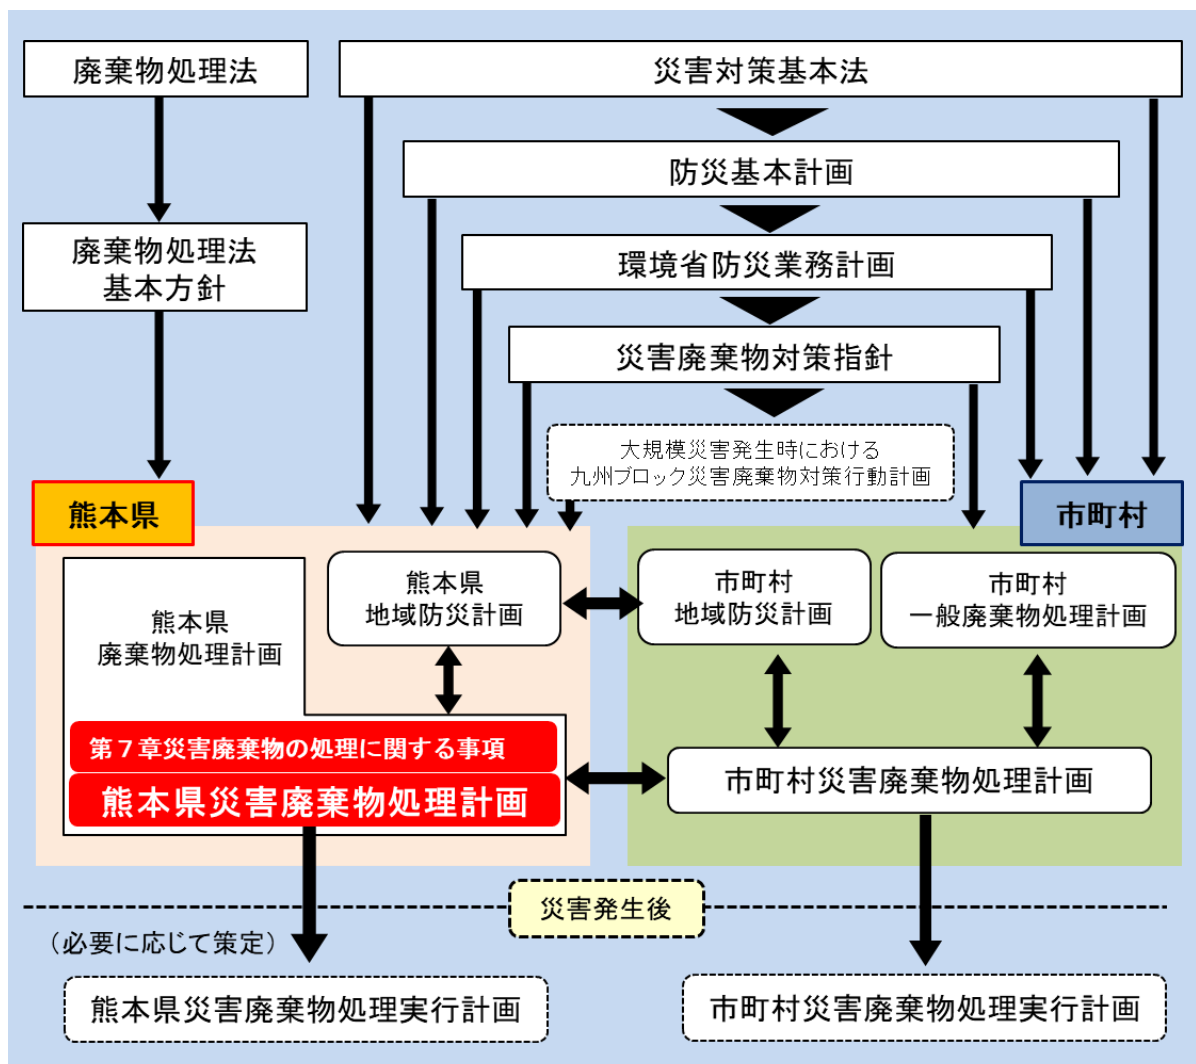 廃棄物処理法
災害対策基本法
防災基本計画
廃棄物処理法
基本方針
環境省防災業務計画
災害廃棄物対策指針
大規模災害発生時における
九州ブロック災害廃棄物対策行動計画
熊本県
市町村
熊本県
廃棄物処理計画
熊本県
地域防災計画
市町村
地域防災計画
市町村
一般廃棄物処理計画
第7章災害廃棄物の処理に関する事項
熊本県災害廃棄物処理計画
市町村災害廃棄物処理計画
災害発生後
（必要に応じて策定）
熊本県災害廃棄物処理実行計画
市町村災害廃棄物処理実行計画